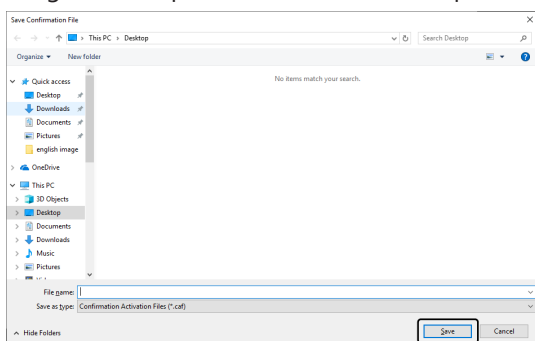 Save Confirmation File
This PC > Desktop
Search Desktop
Organize
New folder
Quick access
Desktop
Downloads
Documents
Pictures
english image
OneDrive
This PC
3D Objects
Desktop
Documents
Downloads
Music
Pictures
No items match your search.
File name:
Save as type: Confirmation Activation Files (*.caf)
Hide Folders
Save
Cancel